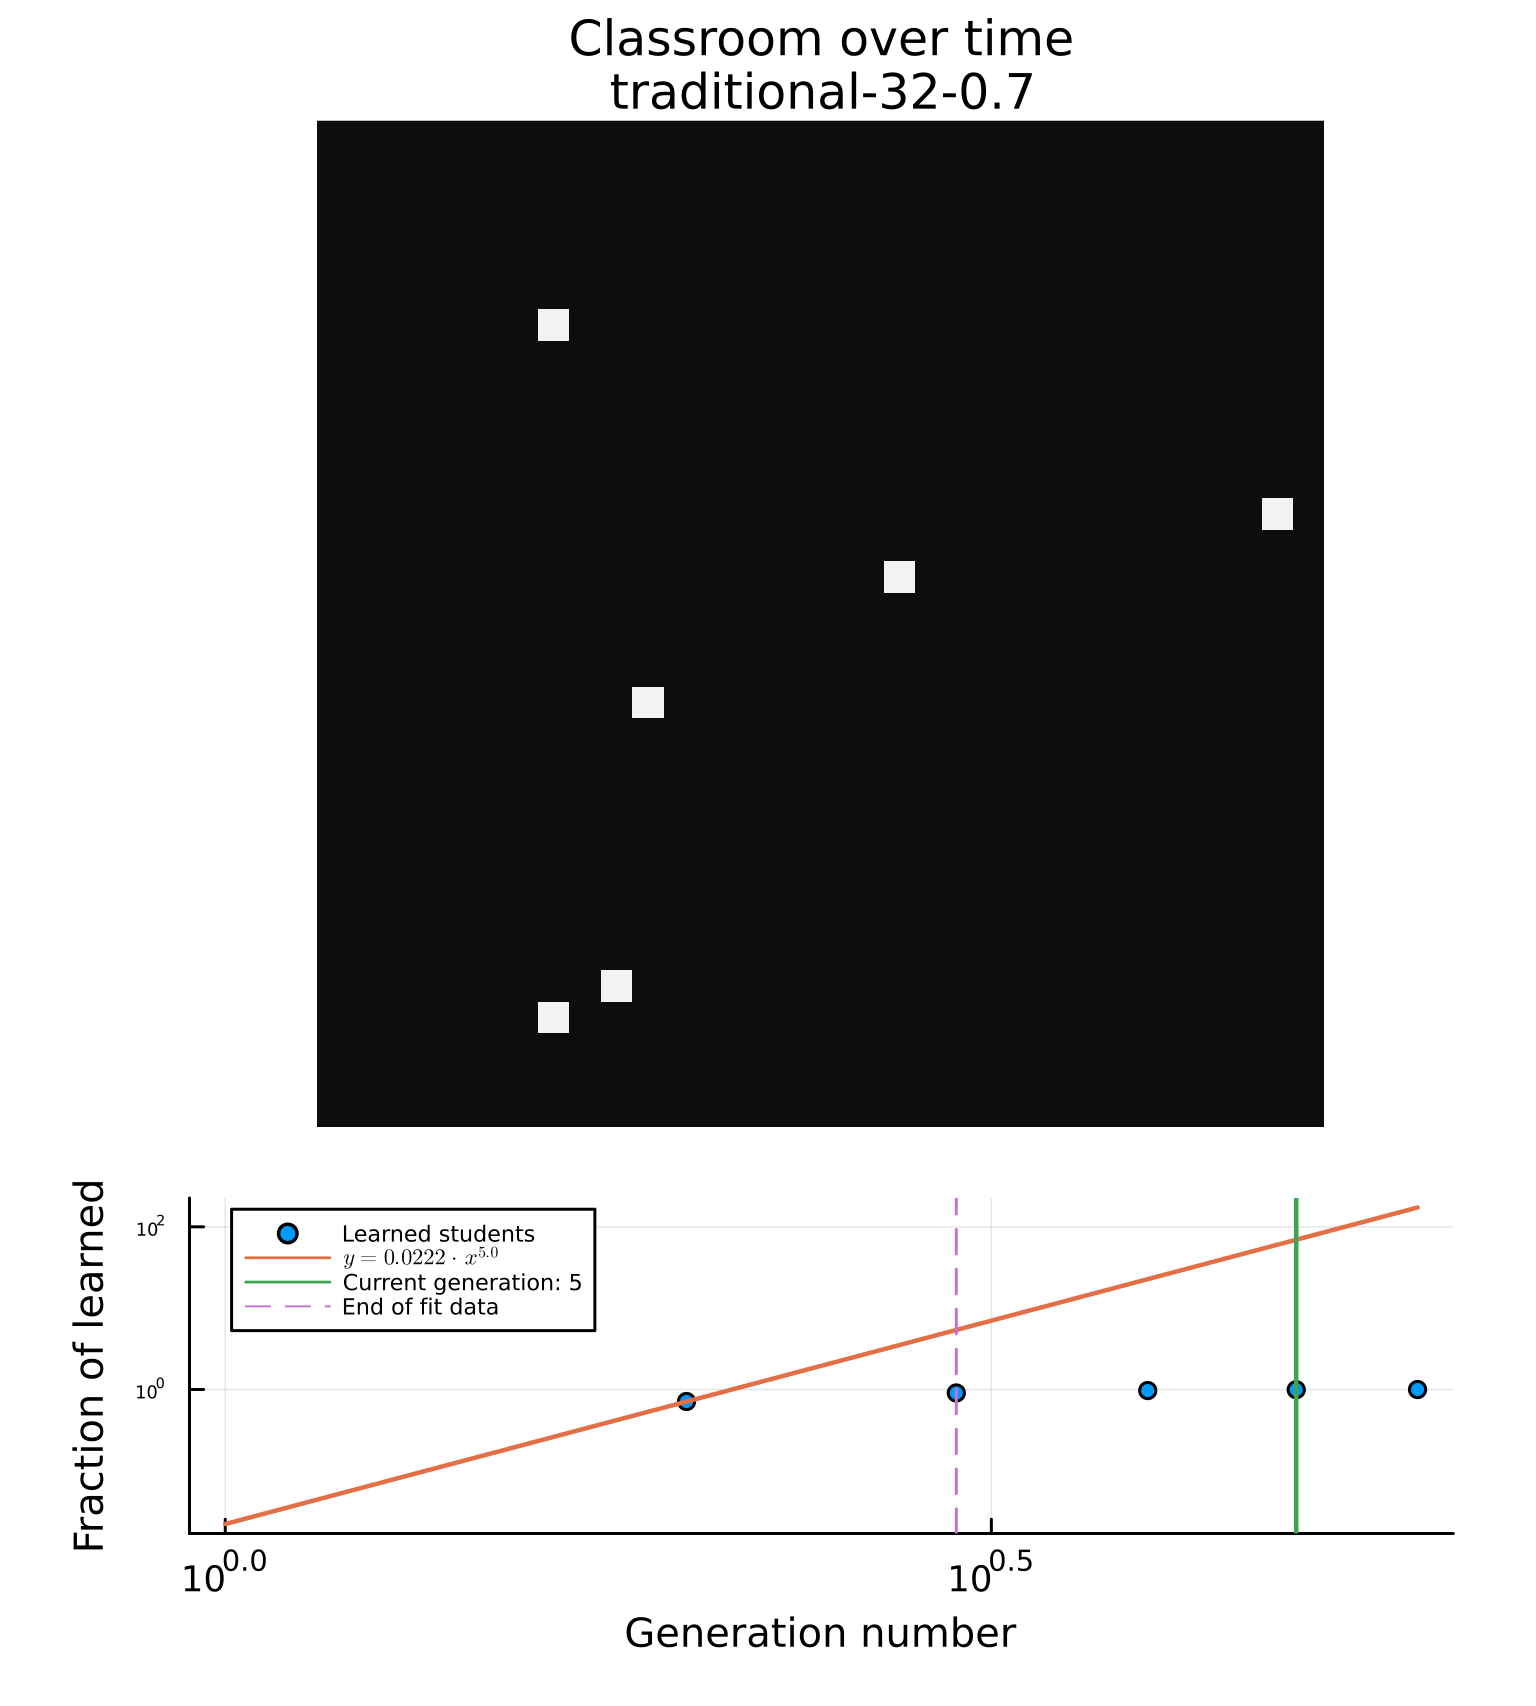 Classroom over time
traditional-32-0.7
Fraction of learned
10^2
10^0
Learned students
y = 0.0222 · x^5.0
Current generation: 5
End of fit data
10^0.0
10^0.5
Generation number